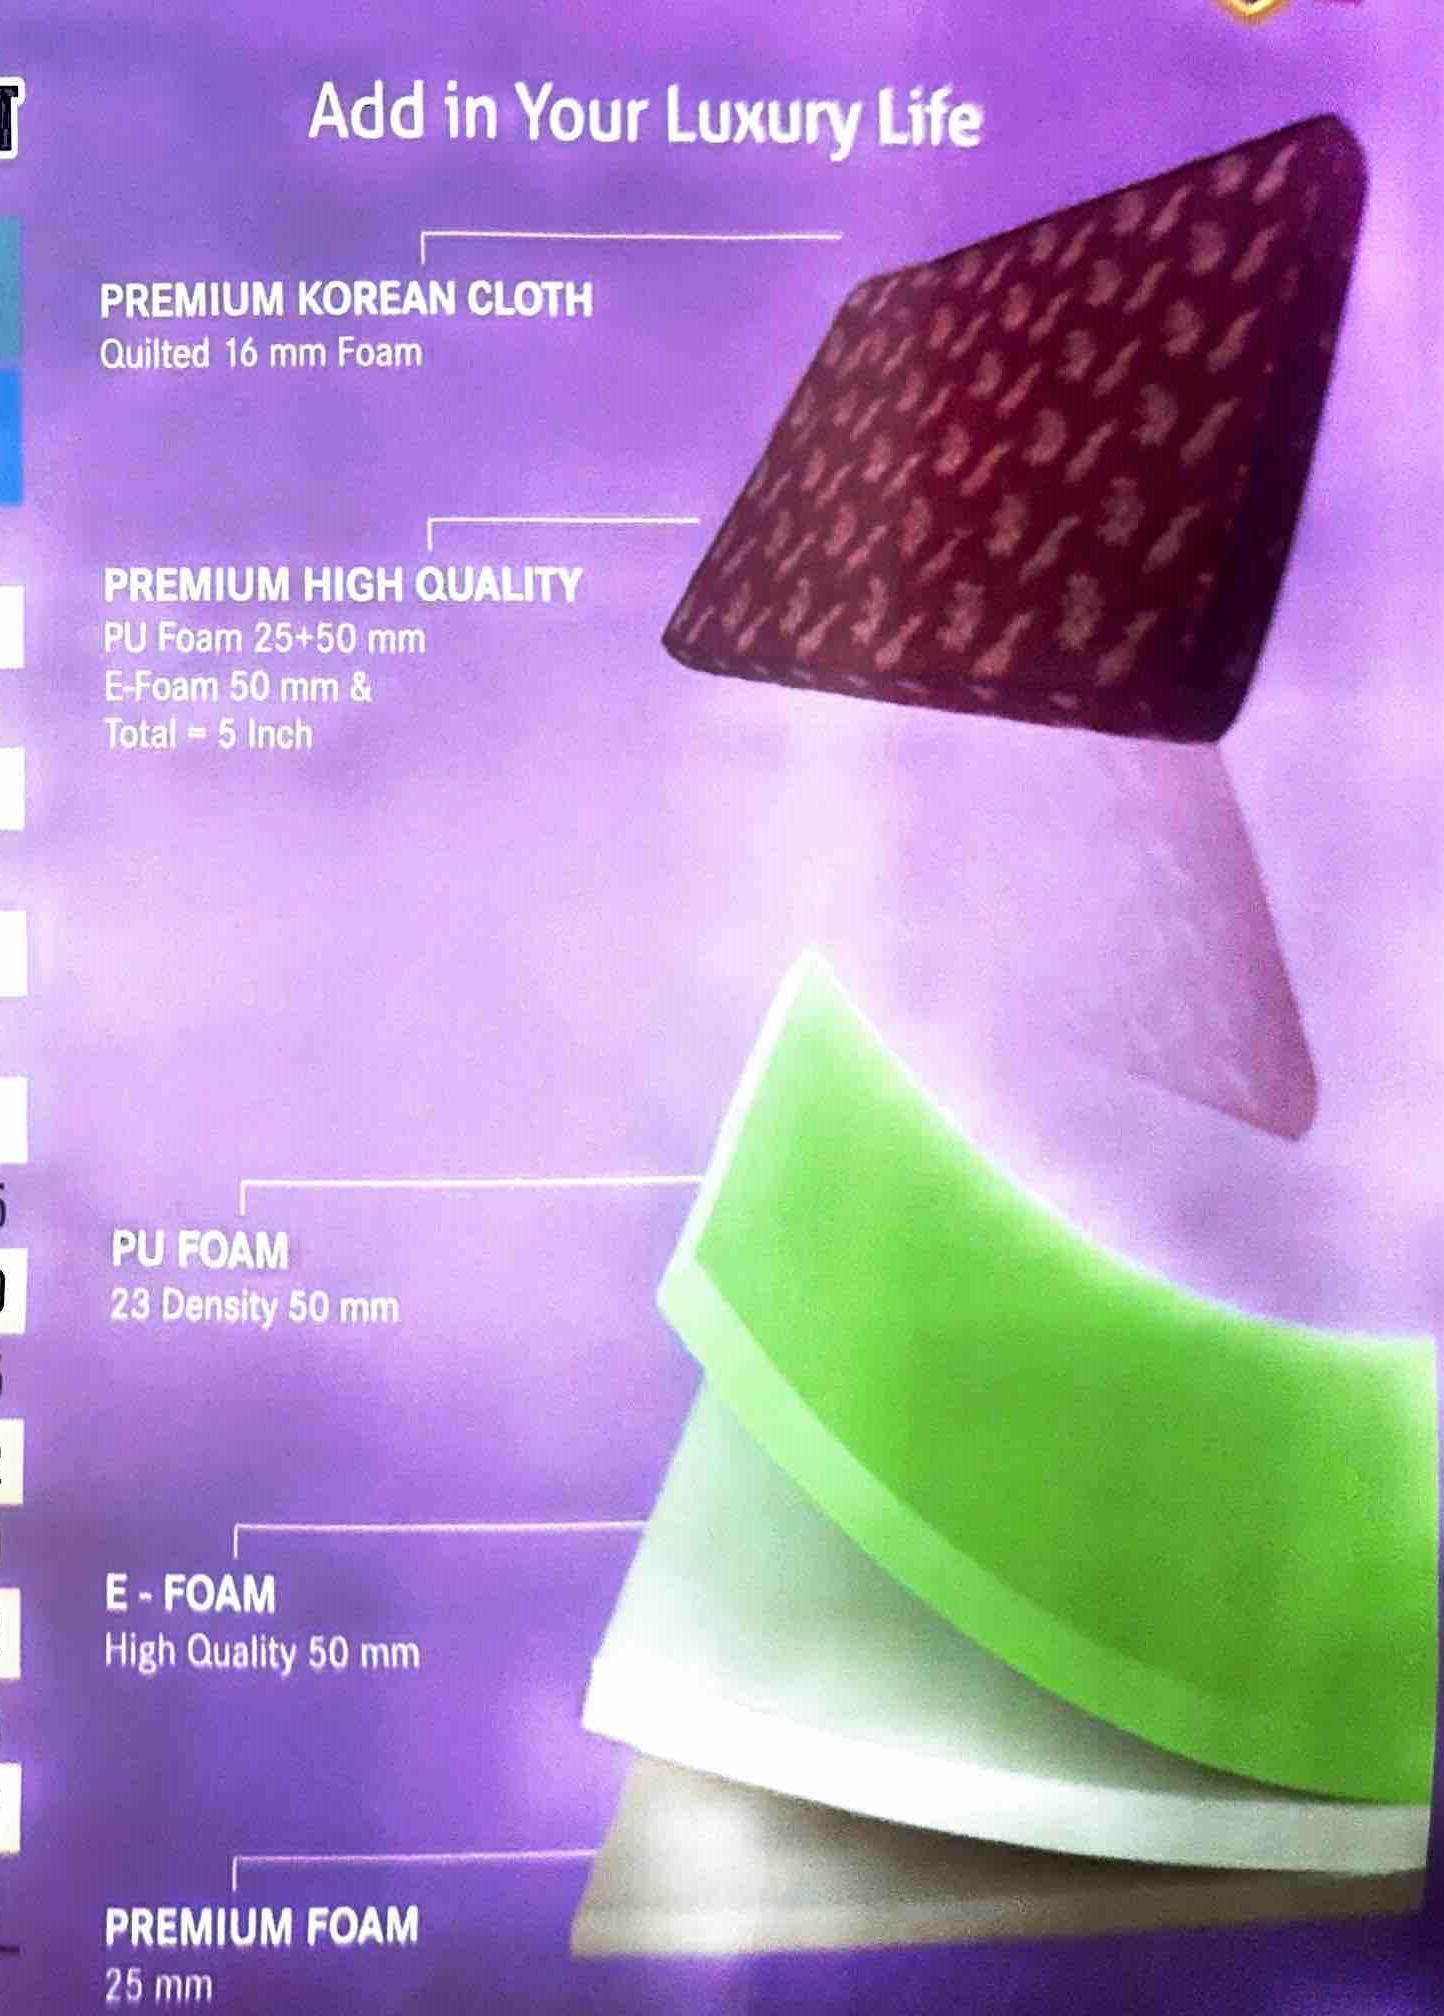 Add in Your Luxury Life
PREMIUM KOREAN CLOTH
Quilted 16 mm Foam
PREMIUM HIGH QUALITY
PU Foam 25+50 mm
E-Foam 50 mm &
Total = 5 Inch
PU FOAM
23 Density 50 mm
E - FOAM
High Quality 50 mm
PREMIUM FOAM
25 mm